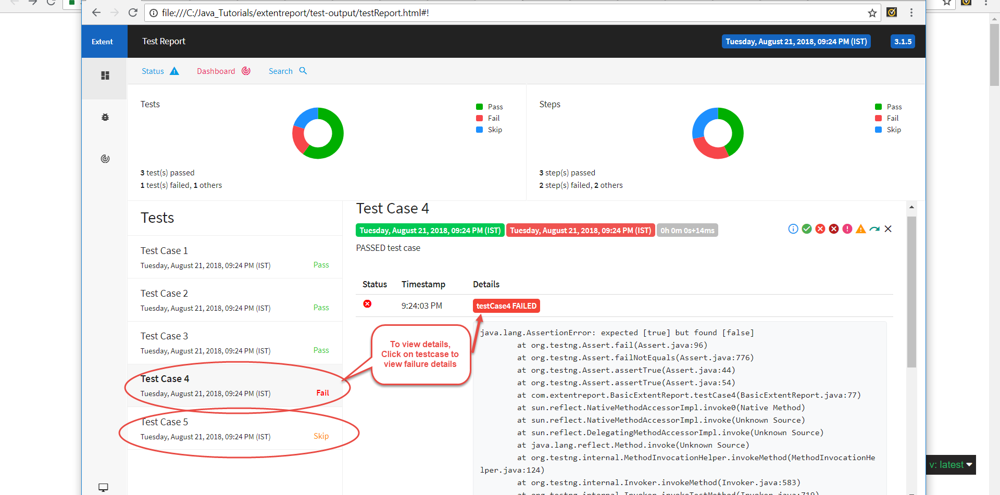 file:///C:/Java_Tutorials/extentreport/test-output/testReport.html#!
Extent
Test Report
Tuesday, August 21, 2018, 09:24 PM (IST)
3.1.5
Status
Dashboard
Search
Tests
Pass
Fail
Skip
3 test(s) passed
1 test(s) failed, 1 others
Steps
Pass
Fail
Skip
3 step(s) passed
2 step(s) failed, 2 others
Tests
Test Case 1
Tuesday, August 21, 2018, 09:24 PM (IST)
Pass
Test Case 2
Tuesday, August 21, 2018, 09:24 PM (IST)
Pass
Test Case 3
Tuesday, August 21, 2018, 09:24 PM (IST)
Pass
Test Case 4
Tuesday, August 21, 2018, 09:24 PM (IST)
Fail
Test Case 5
Tuesday, August 21, 2018, 09:24 PM (IST)
Skip
Test Case 4
Tuesday, August 21, 2018, 09:24 PM (IST) Tuesday, August 21, 2018, 09:24 PM (IST) 0h 0m 0s+14ms
PASSED test case
Status Timestamp Details
9:24:03 PM testCase4 FAILED
To view details,
Click on testcase to
view failure details
java.lang.AssertionError: expected [true] but found [false]
at org.testng.Assert.fail(Assert.java:96)
at org.testng.Assert.failNotEquals(Assert.java:776)
at org.testng.Assert.assertTrue(Assert.java:44)
at org.testng.Assert.assertTrue(Assert.java:54)
at com.extentreport.BasicExtentReport.testCase4(BasicExtentReport.java:77)
at sun.reflect.NativeMethodAccessorImpl.invoke0(Native Method)
at sun.reflect.NativeMethodAccessorImpl.invoke(Unknown Source)
at sun.reflect.DelegatingMethodAccessorImpl.invoke(Unknown Source)
at java.lang.reflect.Method.invoke(Unknown Source)
at org.testng.internal.MethodInvocationHelper.invokeMethod(MethodInvocationHe
lper.java:124)
at org.testng.internal.Invoker.invokeMethod(Invoker.java:583)
at org.testng.internal.Invoker.invokeTestMethod(Invoker.java:719)
v: latest